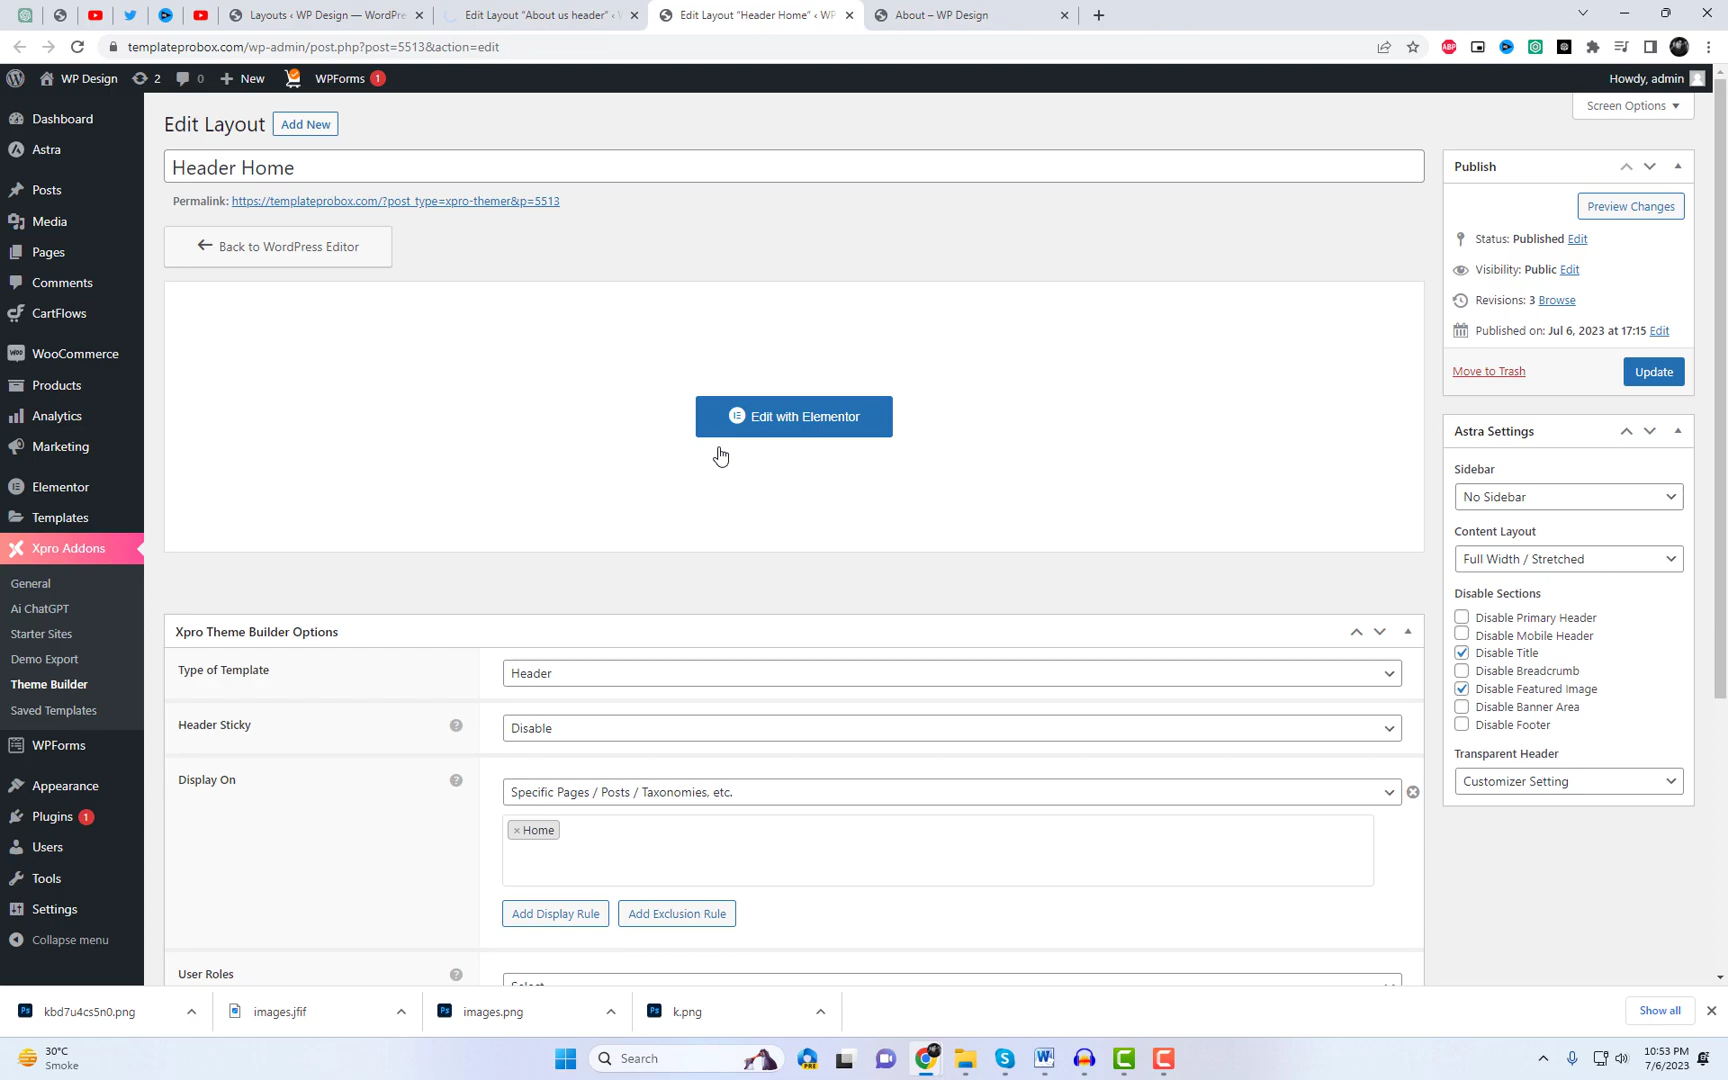 Layouts ‹ WP Design — WordPre
Edit Layout "About us header" ‹ W
Edit Layout "Header Home" ‹ WP
About – WP Design
templateprobox.com/wp-admin/post.php?post=5513&action=edit
WP Design
2
0
New
WPForms 1
Howdy, admin
Screen Options
Dashboard
Astra
Posts
Media
Pages
Comments
CartFlows
WooCommerce
Products
Analytics
Marketing
Elementor
Templates
Xpro Addons
General
Ai ChatGPT
Starter Sites
Demo Export
Theme Builder
Saved Templates
WPForms
Appearance
Plugins 1
Users
Tools
Settings
Collapse menu
Edit Layout
Add New
Header Home
Permalink: https://templateprobox.com/?post_type=xpro-themer&p=5513
Back to WordPress Editor
Edit with Elementor
Xpro Theme Builder Options
Type of Template
Header
Header Sticky
Disable
Display On
Specific Pages / Posts / Taxonomies, etc.
× Home
Add Display Rule
Add Exclusion Rule
User Roles
Select
Publish
Preview Changes
Status: Published Edit
Visibility: Public Edit
Revisions: 3 Browse
Published on: Jul 6, 2023 at 17:15 Edit
Move to Trash
Update
Astra Settings
Sidebar
No Sidebar
Content Layout
Full Width / Stretched
Disable Sections
Disable Primary Header
Disable Mobile Header
Disable Title
Disable Breadcrumb
Disable Featured Image
Disable Banner Area
Disable Footer
Transparent Header
Customizer Setting
kbd7u4cs5n0.png
images.jfif
images.png
k.png
Show all
30°C
Smoke
Search
10:53 PM
7/6/2023